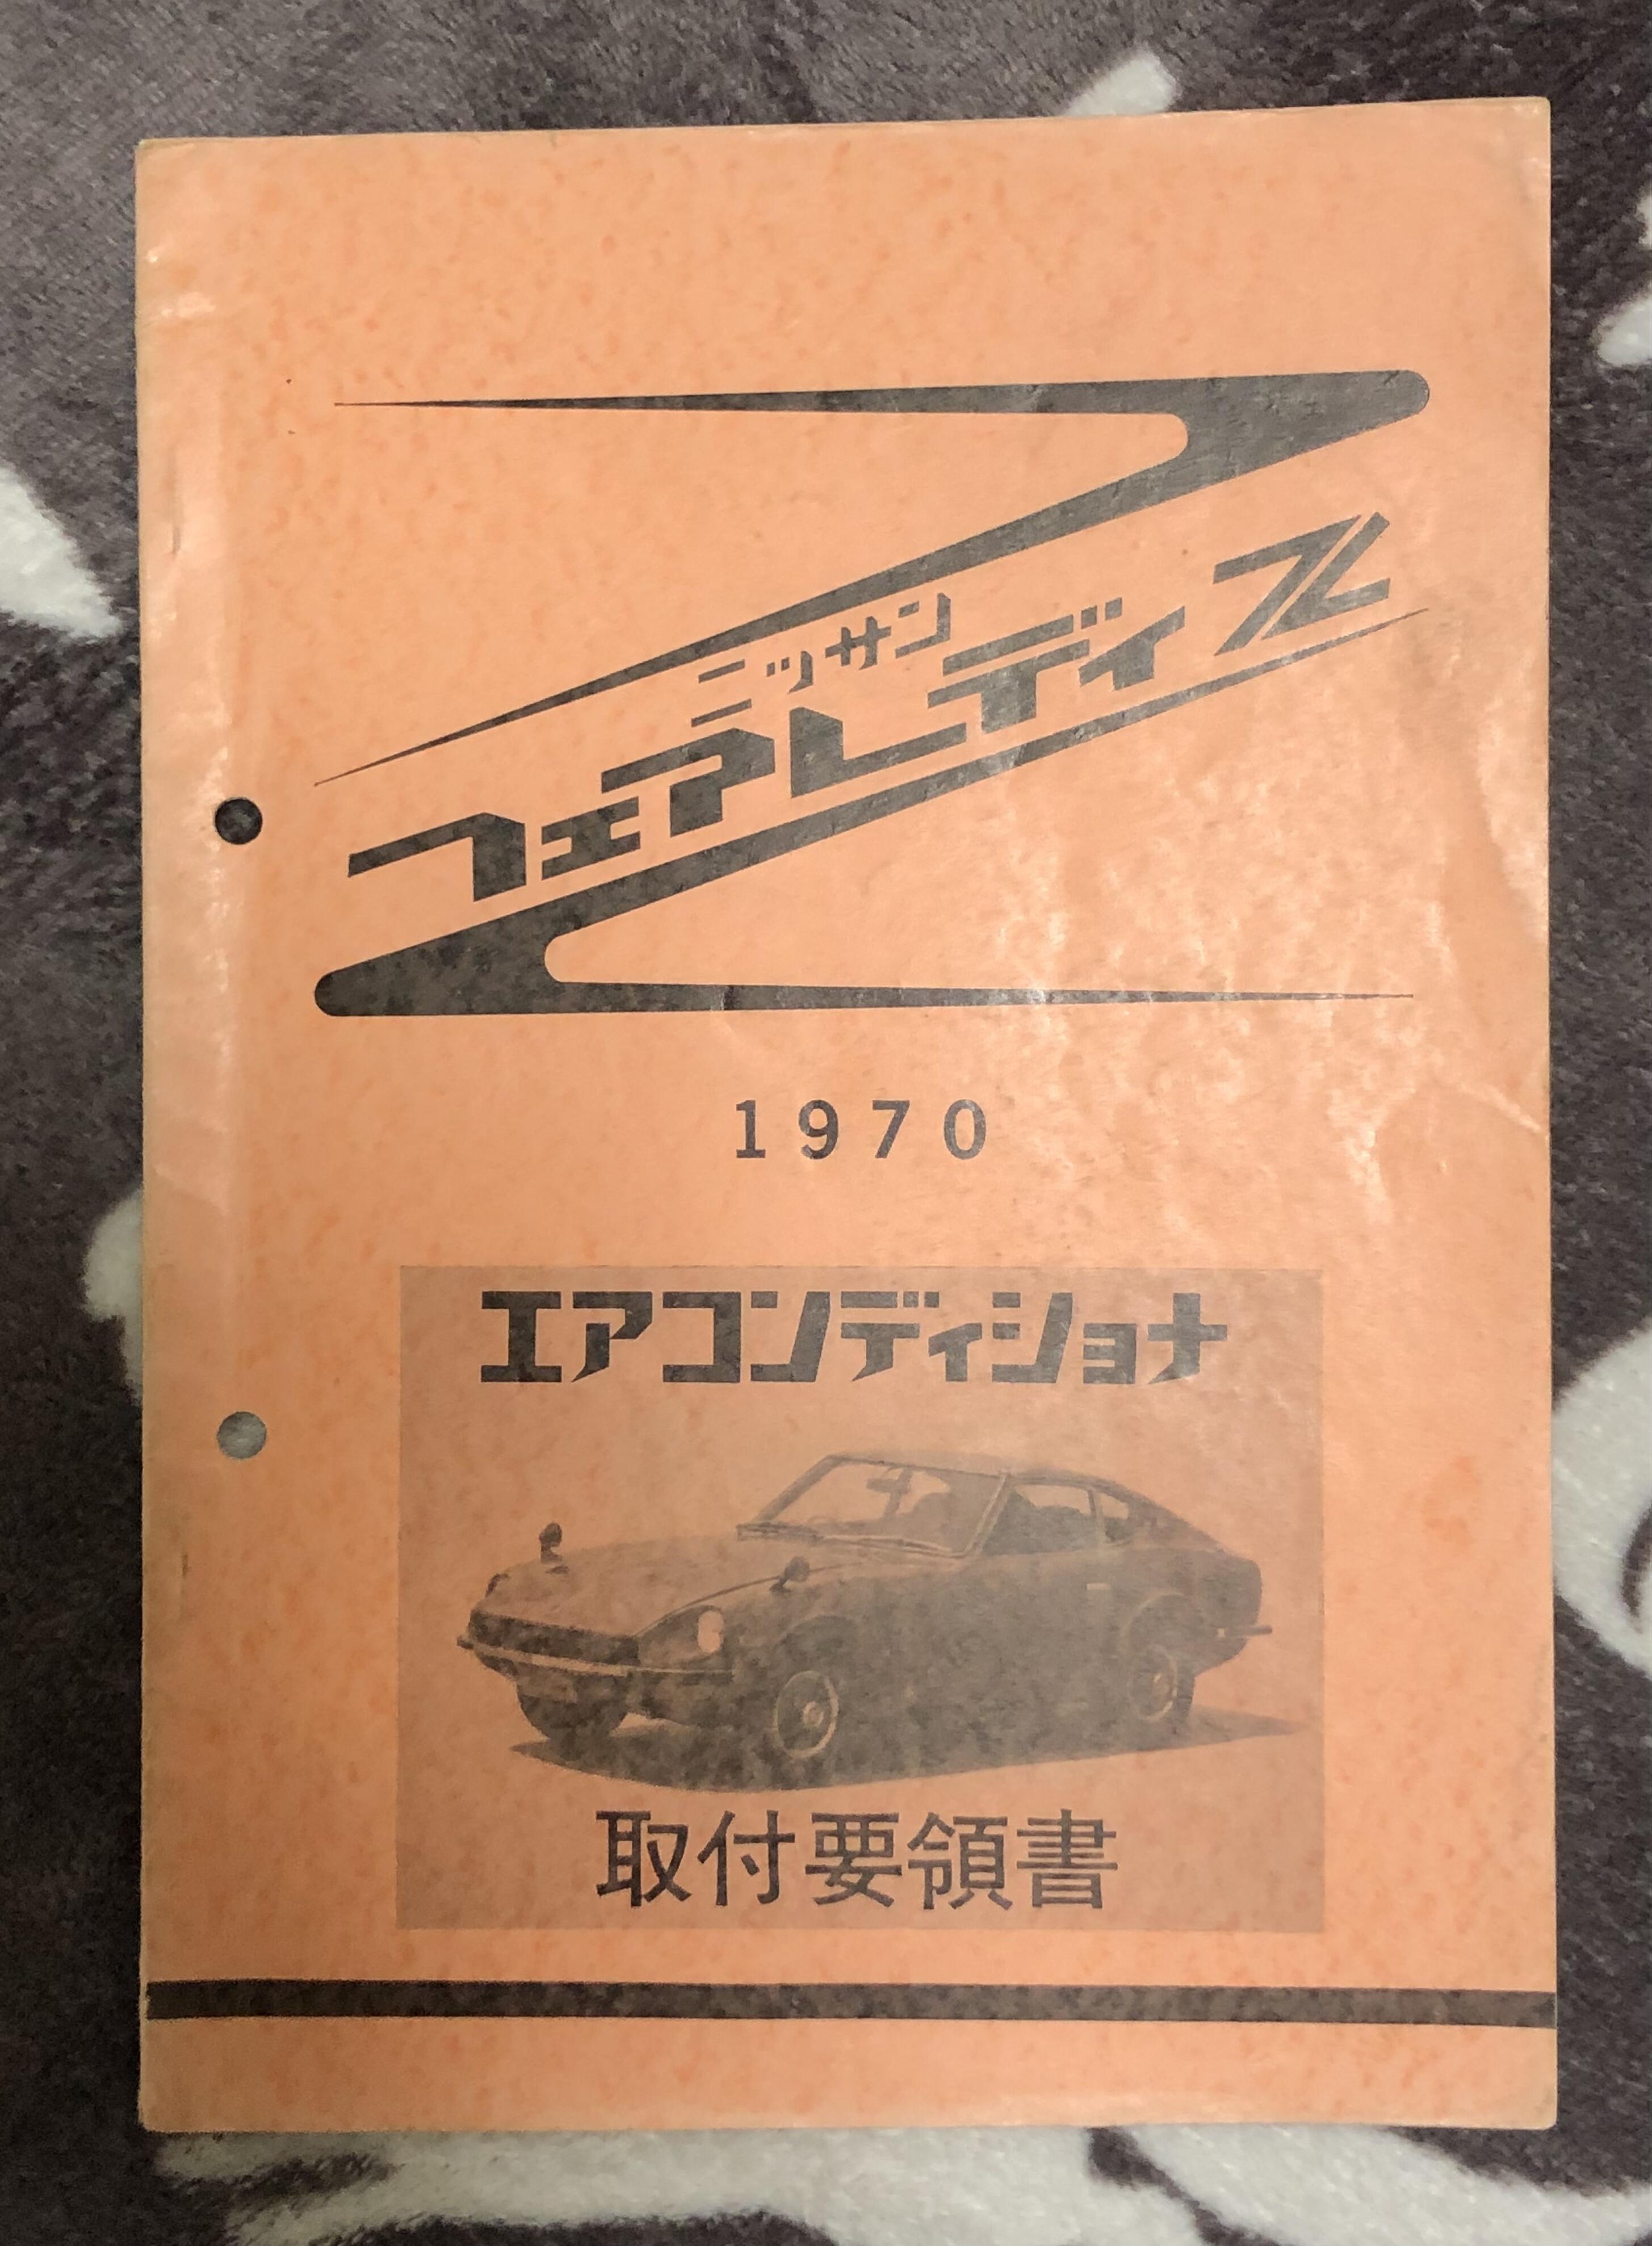 ニッサン
フェアレディZ
1970
エアコンディショナ
取付要領書